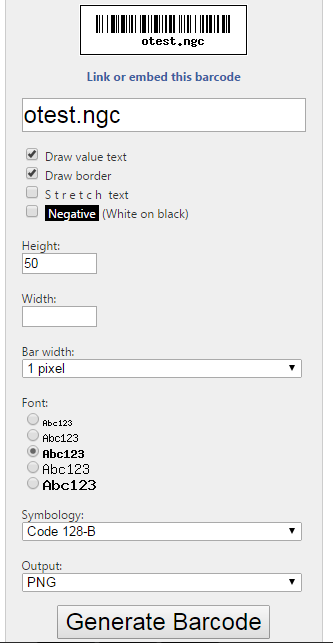 otest.ngc
Link or embed this barcode
otest.ngc
Draw value text
Draw border
S t r e t c h  text
Negative (White on black)
Height:
50
Width:
Bar width:
1 pixel
Font:
Abc123
Abc123
Abc123
Abc123
Abc123
Symbology:
Code 128-B
Output:
PNG
Generate Barcode